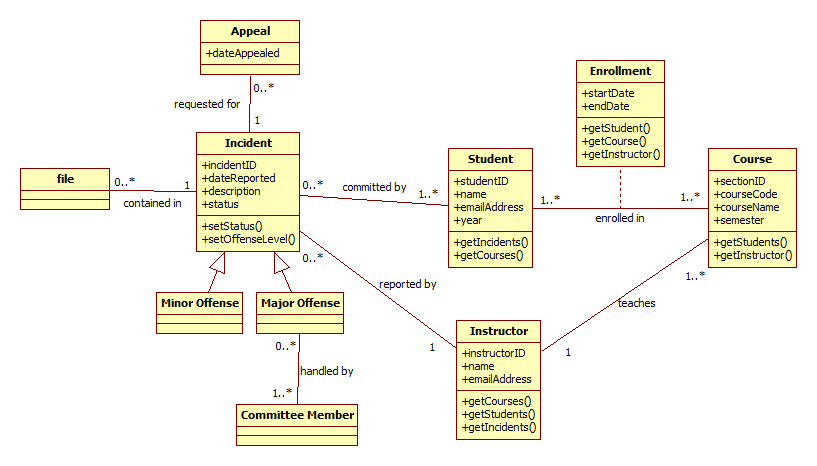 Appeal
+dateAppealed
0..*
requested for
1
Incident
+incidentID
+dateReported
+description
+status
+setStatus()
+setOffenseLevel()
file
0..*
1
contained in
0..*
committed by
1..*
Student
+studentID
+name
+emailAddress
+year
+getIncidents()
+getCourses()
Enrollment
+startDate
+endDate
+getStudent()
+getCourse()
+getInstructor()
1..*
1..*
enrolled in
Course
+sectionID
+courseCode
+courseName
+semester
+getStudents()
+getInstructor()
0..*
reported by
1
1..*
teaches
1
Minor Offense
Major Offense
0..*
handled by
1..*
Committee Member
Instructor
+instructorID
+name
+emailAddress
+getCourses()
+getStudents()
+getIncidents()